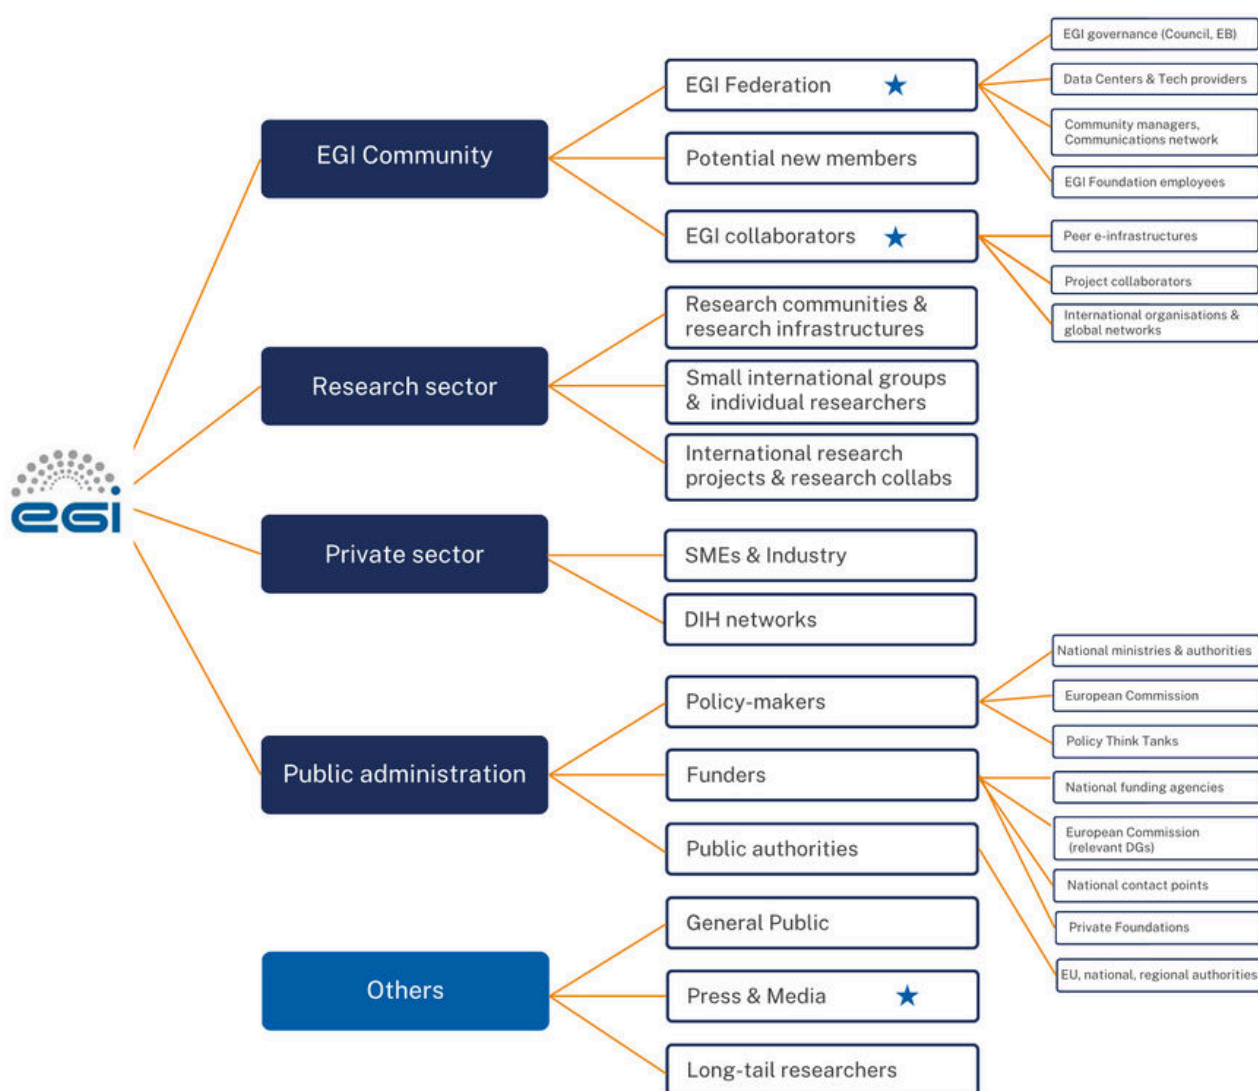 EGI governance (Council, EB)
EGI Federation
Data Centers & Tech providers
Community managers,
Communications network
EGI Community
Potential new members
EGI Foundation employees
EGI collaborators
Peer e-infrastructures
Project collaborators
International organisations &
global networks
Research communities &
research infrastructures
Research sector
Small international groups
& individual researchers
International research
projects & research collabs
egi
Private sector
SMEs & Industry
DIH networks
National ministries & authorities
Policy-makers
European Commission
Policy Think Tanks
Public administration
Funders
National funding agencies
European Commission
(relevant DGs)
Public authorities
National contact points
Private Foundations
EU, national, regional authorities
General Public
Others
Press & Media
Long-tail researchers